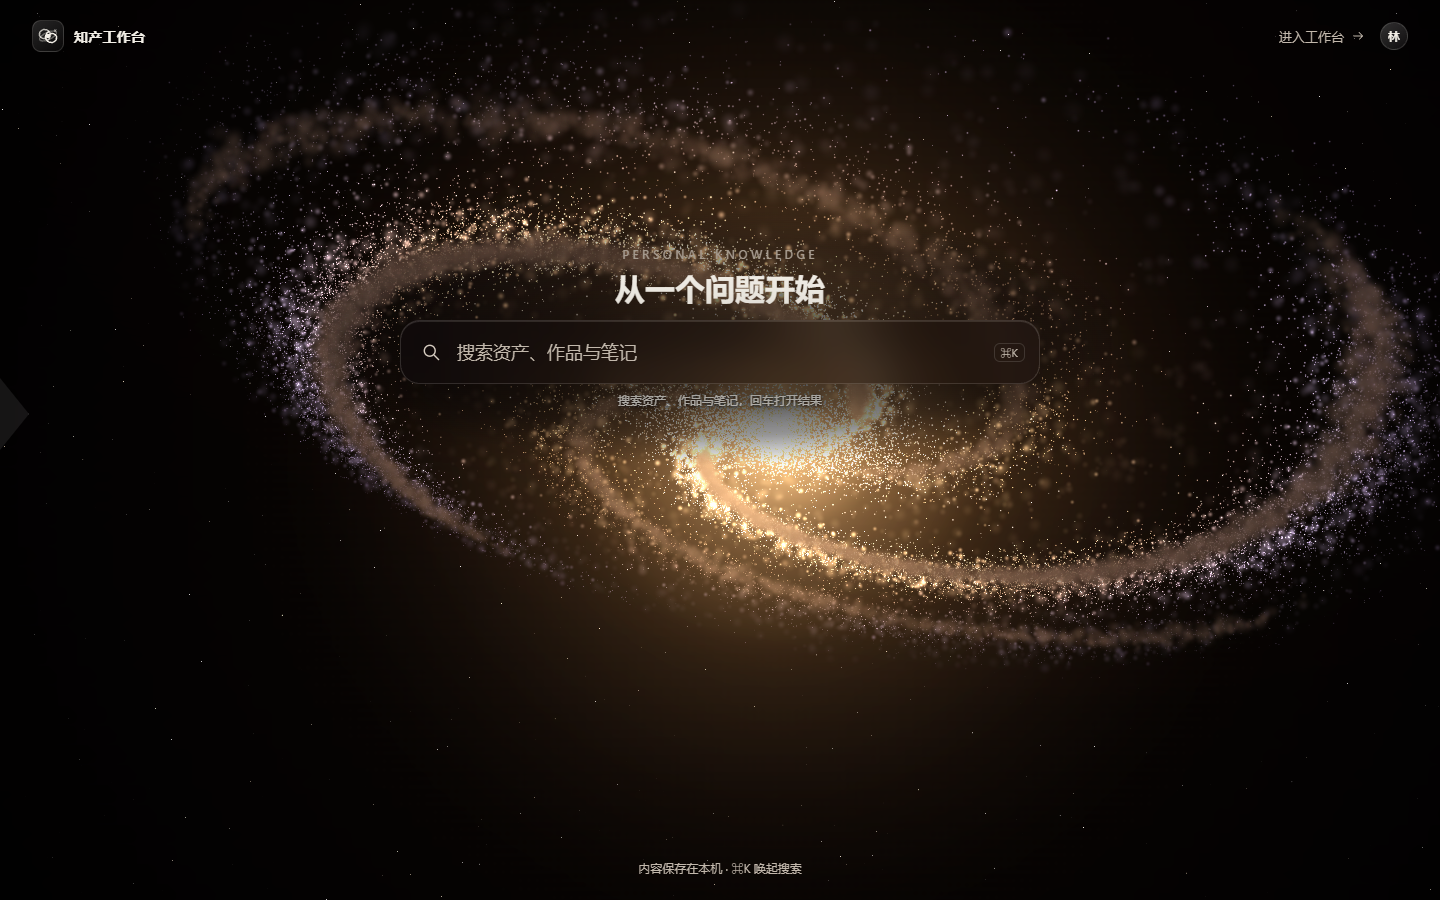 知产工作台
进入工作台 →
林
PERSONAL KNOWLEDGE
从一个问题开始
搜索资产、作品与笔记
⌘K
搜索资产、作品与笔记，回车打开结果
内容保存在本机 · ⌘K 唤起搜索